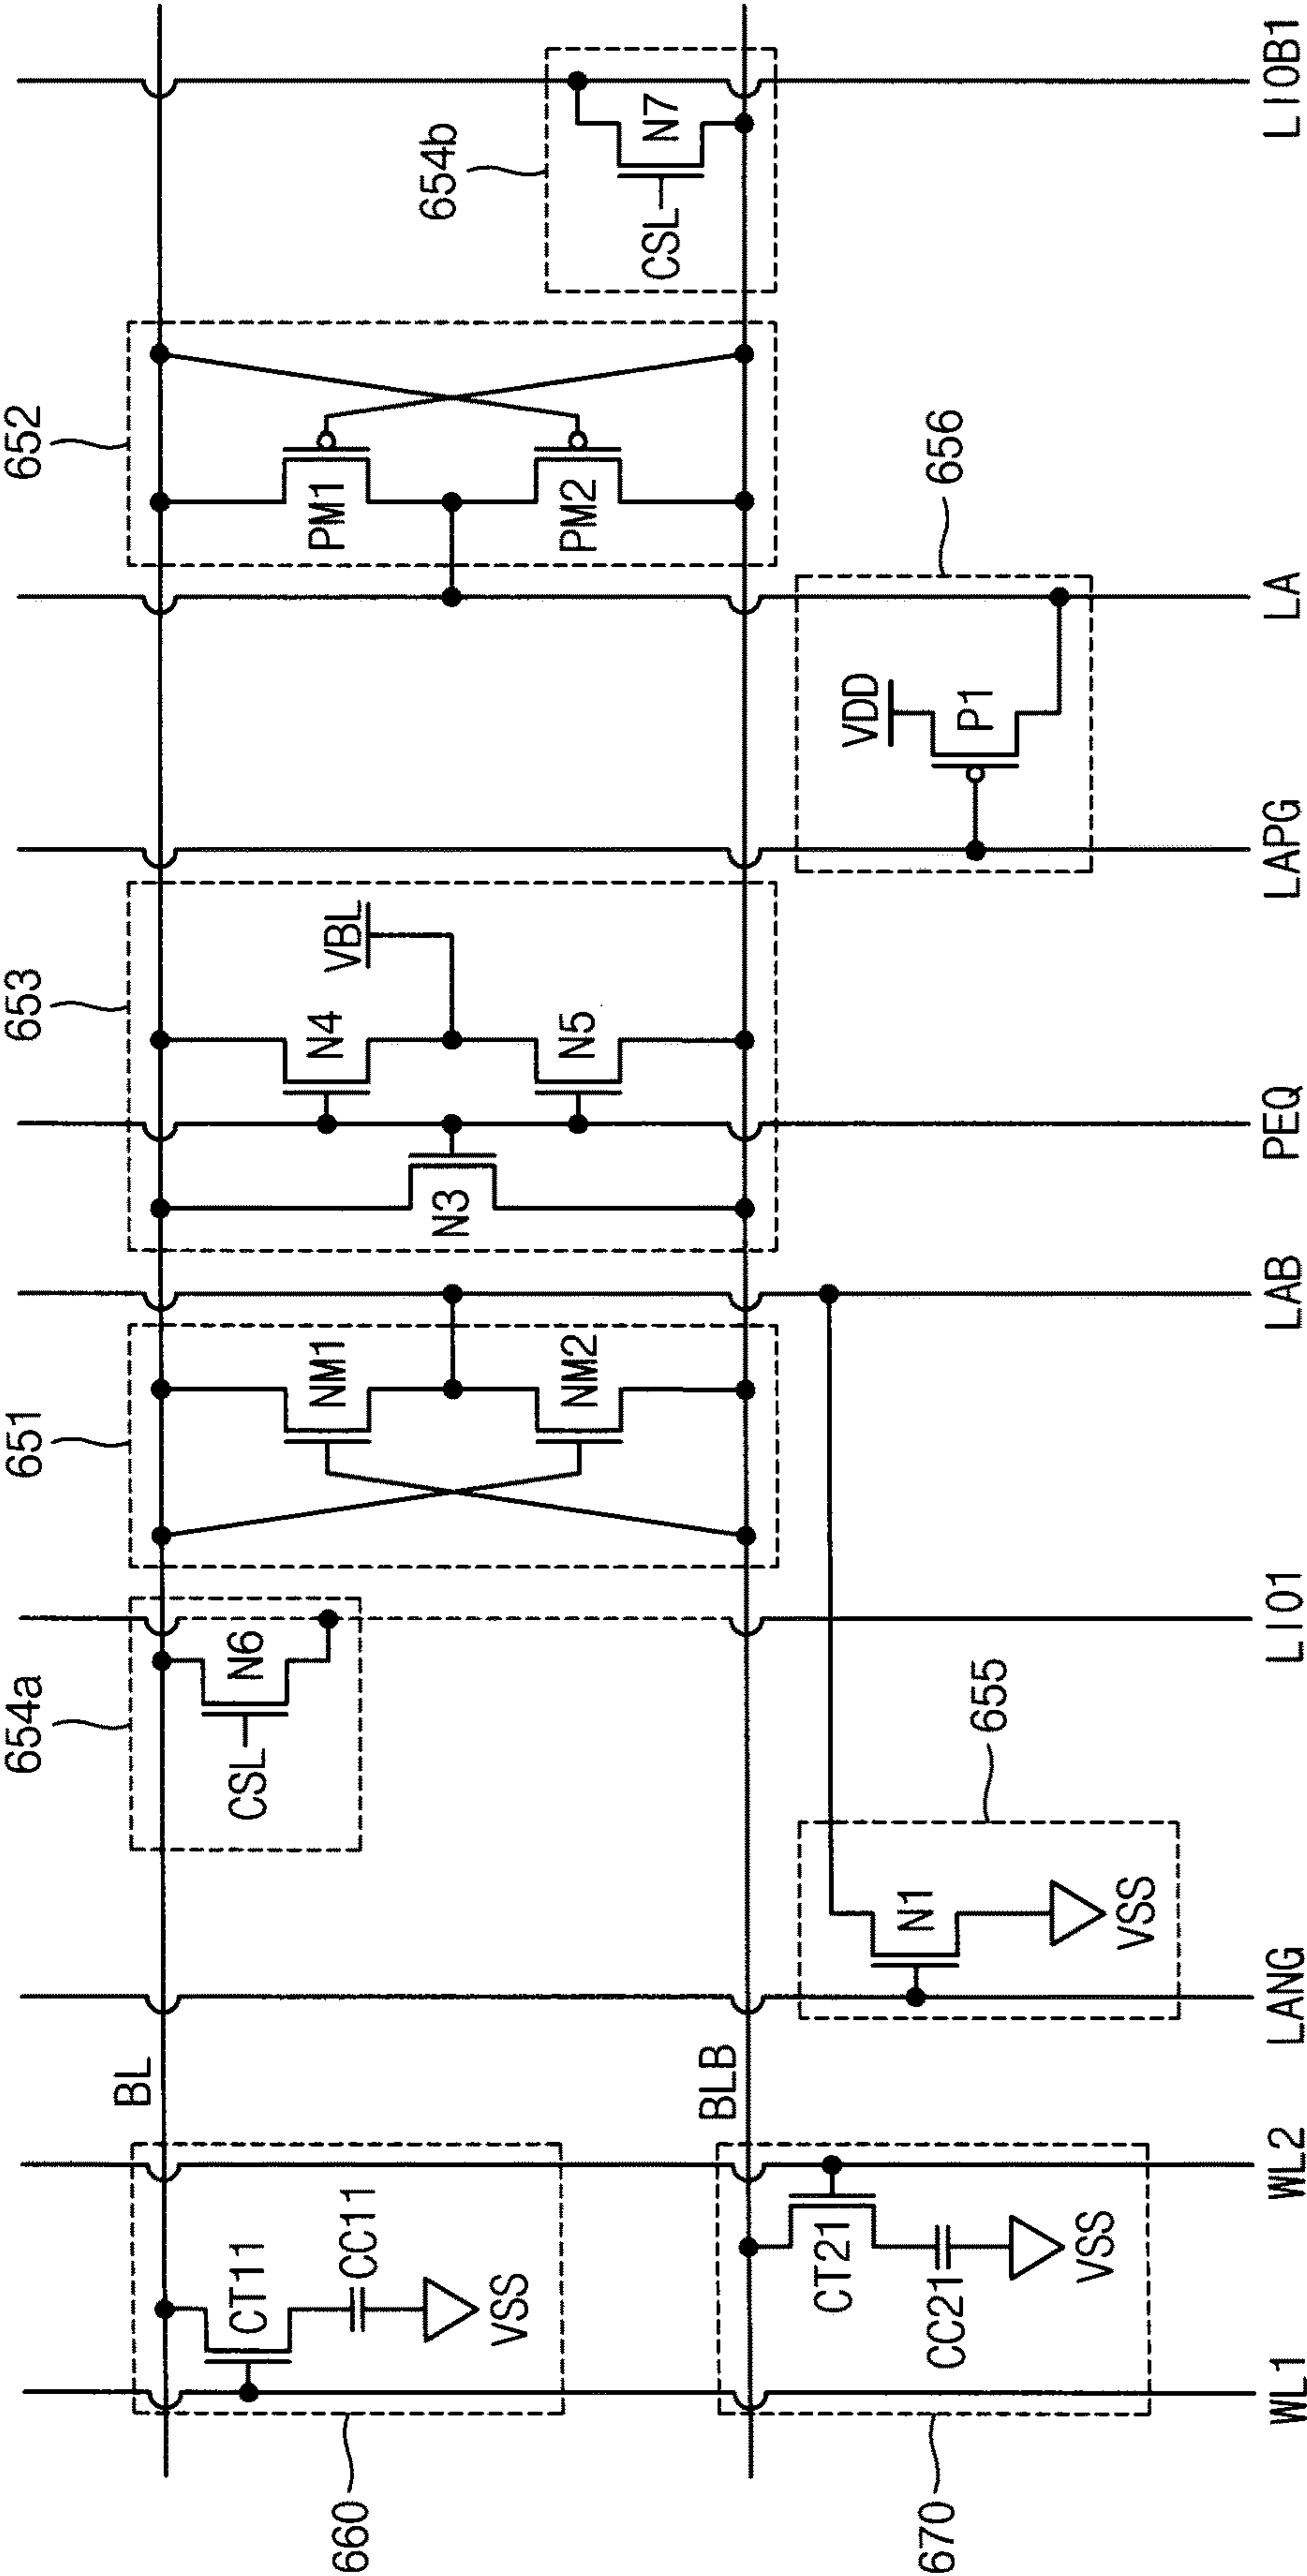 654a
651
653
652
654b
BL
CSL
N6
NM1
NM2
N3
N4
N5
VBL
PM1
PM2
CSL
N7
660
CT11
CC11
VSS
BLB
670
CT21
CC21
VSS
655
N1
VSS
656
VDD
P1
WL1
WL2
LANG
LIO1
LAB
PEQ
LAPG
LA
LIOB1